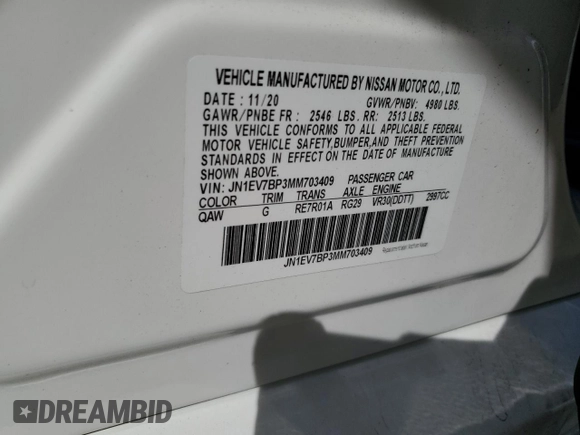 VEHICLE MANUFACTURED BY NISSAN MOTOR CO., LTD.
DATE : 11/20 GVWR/PNBV: 4980 LBS.
GAWR/PNBE FR : 2546 LBS. RR: 2513 LBS.
THIS VEHICLE CONFORMS TO ALL APPLICABLE FEDERAL
MOTOR VEHICLE SAFETY,BUMPER,AND THEFT PREVENTION
STANDARDS IN EFFECT ON THE DATE OF MANUFACTURE
SHOWN ABOVE.
VIN: JN1EV7BP3MM703409 PASSENGER CAR
COLOR TRIM TRANS AXLE ENGINE
QAW G RE7R01A RG29 VR30(DDTT) 2997CC
JN1EV7BP3MM703409
DREAMBID